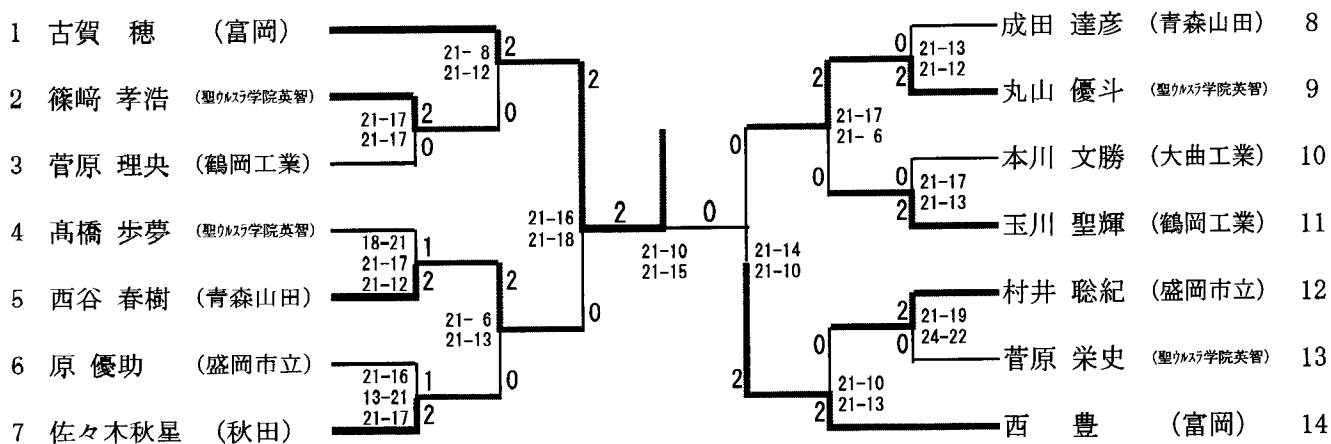 1 古賀 穂 (富岡)
2 篠﨑 孝浩 (聖ウルスラ学院英智)
3 菅原 理央 (鶴岡工業)
4 髙橋 歩夢 (聖ウルスラ学院英智)
5 西谷 春樹 (青森山田)
6 原 優助 (盛岡市立)
7 佐々木秋星 (秋田)
21- 8 2
21-12
0
21-17 2
21-17 0
2
21-16
21-18
0
18-21 1
21-17
21-12 2
2
21- 6
21-13
0
21-16 1
13-21
21-17 2
2 0
21-10
21-15
成田 達彦 (青森山田) 8
丸山 優斗 (聖ウルスラ学院英智) 9
本川 文勝 (大曲工業) 10
玉川 聖輝 (鶴岡工業) 11
村井 聡紀 (盛岡市立) 12
菅原 栄史 (聖ウルスラ学院英智) 13
西 豊 (富岡) 14
0 21-13
2 21-12
2 21-17
21- 6
0
0 21-17
21-13
2
0
21-14
21-10
2
2 21-19
0 24-22
0
21-10
21-13
2